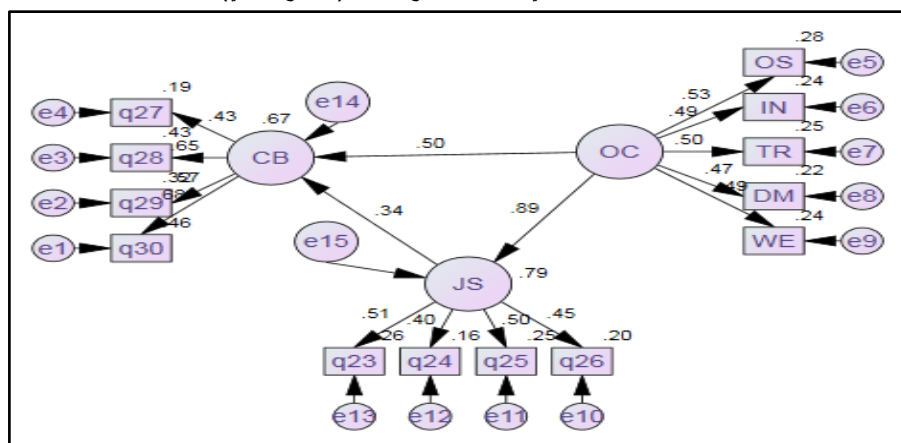 .28
OS e5
.19 e14 .53 .24
e4 q27 .43 .67 .49 IN e6
.43 .25
e3 q28 .65 CB .50 OC .50 TR e7
.47 .22
e2 q29 .57 .49 DM e8
.68 .34 .89 .24
e1 .46 e15 WE e9
q30
JS .79
.51 .40 .50 .45
.26 .16 .25 .20
q23 q24 q25 q26
e13 e12 e11 e10